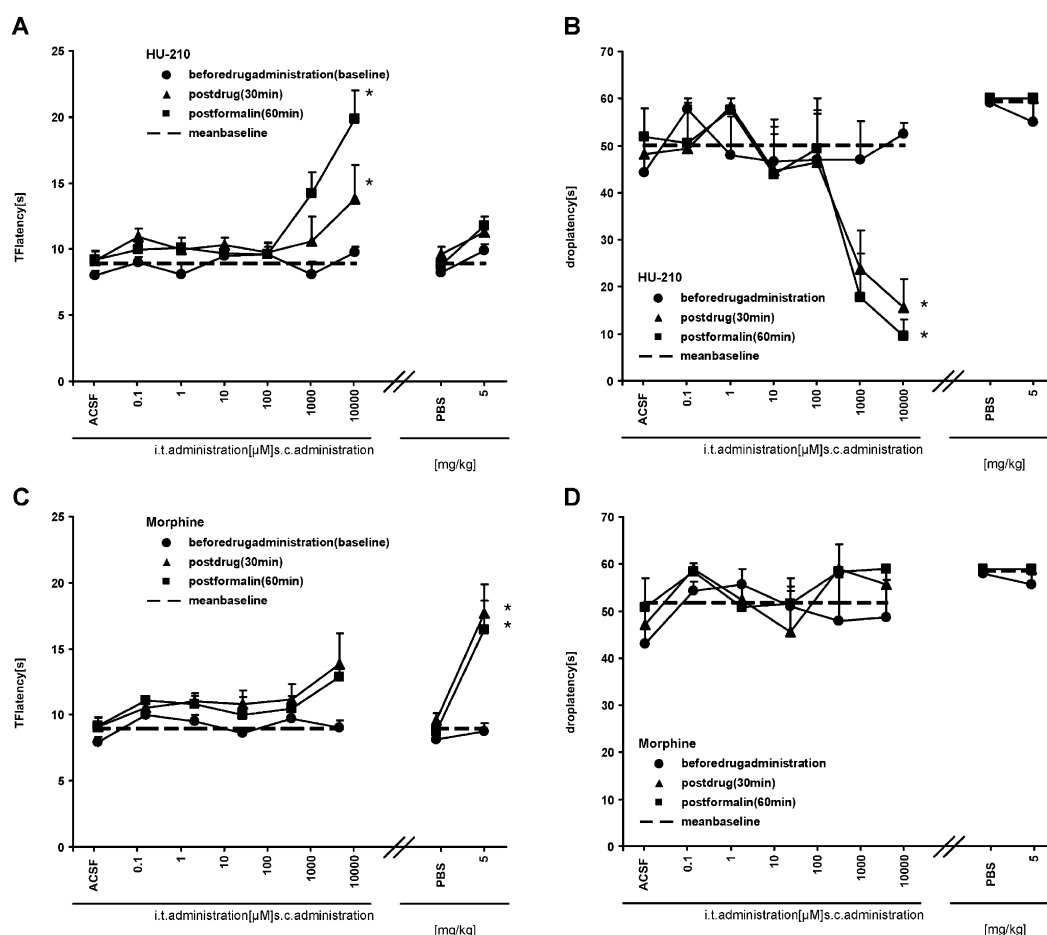 A
HU-210
beforedrugadministration(baseline)
postdrug(30min)
postformalin(60min)
meanbaseline
*
*
TFlatency[s]
25
20
15
10
5
0
ACSF
0.1
1
10
100
1000
10000
PBS
5
i.t.administration[µM]s.c.administration
[mg/kg]
B
droplatency[s]
70
60
50
40
30
20
10
0
HU-210
beforedrugadministration
postdrug(30min)
postformalin(60min)
meanbaseline
*
*
ACSF
0.1
1
10
100
1000
10000
PBS
5
i.t.administration[µM]s.c.administration
[mg/kg]
C
Morphine
beforedrugadministration(baseline)
postdrug(30min)
postformalin(60min)
meanbaseline
*
*
TFlatency[s]
25
20
15
10
5
0
ACSF
0.1
1
10
100
1000
10000
PBS
5
i.t.administration[µM]s.c.administration
[mg/kg]
D
droplatency[s]
70
60
50
40
30
20
10
0
Morphine
beforedrugadministration
postdrug(30min)
postformalin(60min)
meanbaseline
ACSF
0.1
1
10
100
1000
10000
PBS
5
i.t.administration[µM]s.c.administration
[mg/kg]